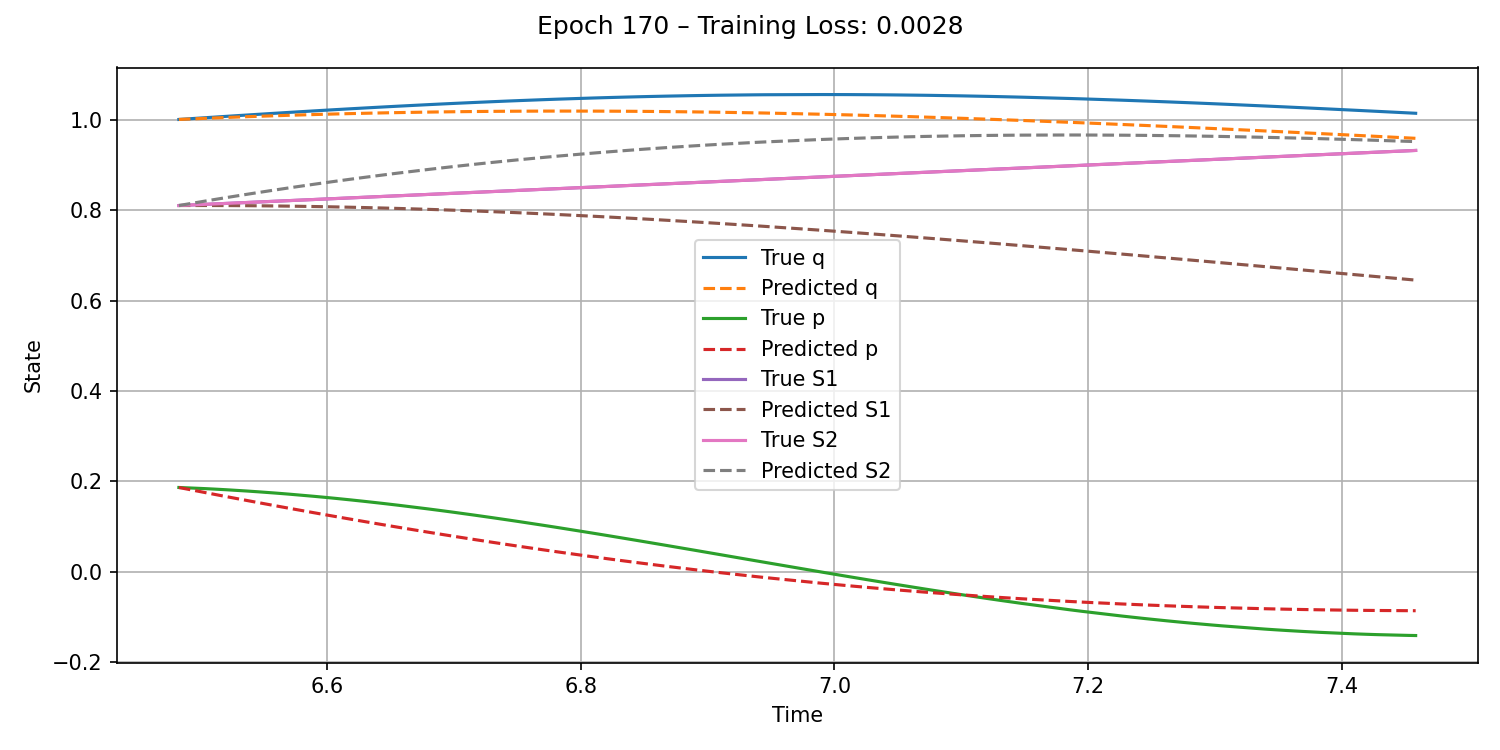 Epoch 170 – Training Loss: 0.0028
State
1.0
0.8
0.6
0.4
0.2
0.0
−0.2
True q
Predicted q
True p
Predicted p
True S1
Predicted S1
True S2
Predicted S2
6.6 6.8 7.0 7.2 7.4
Time